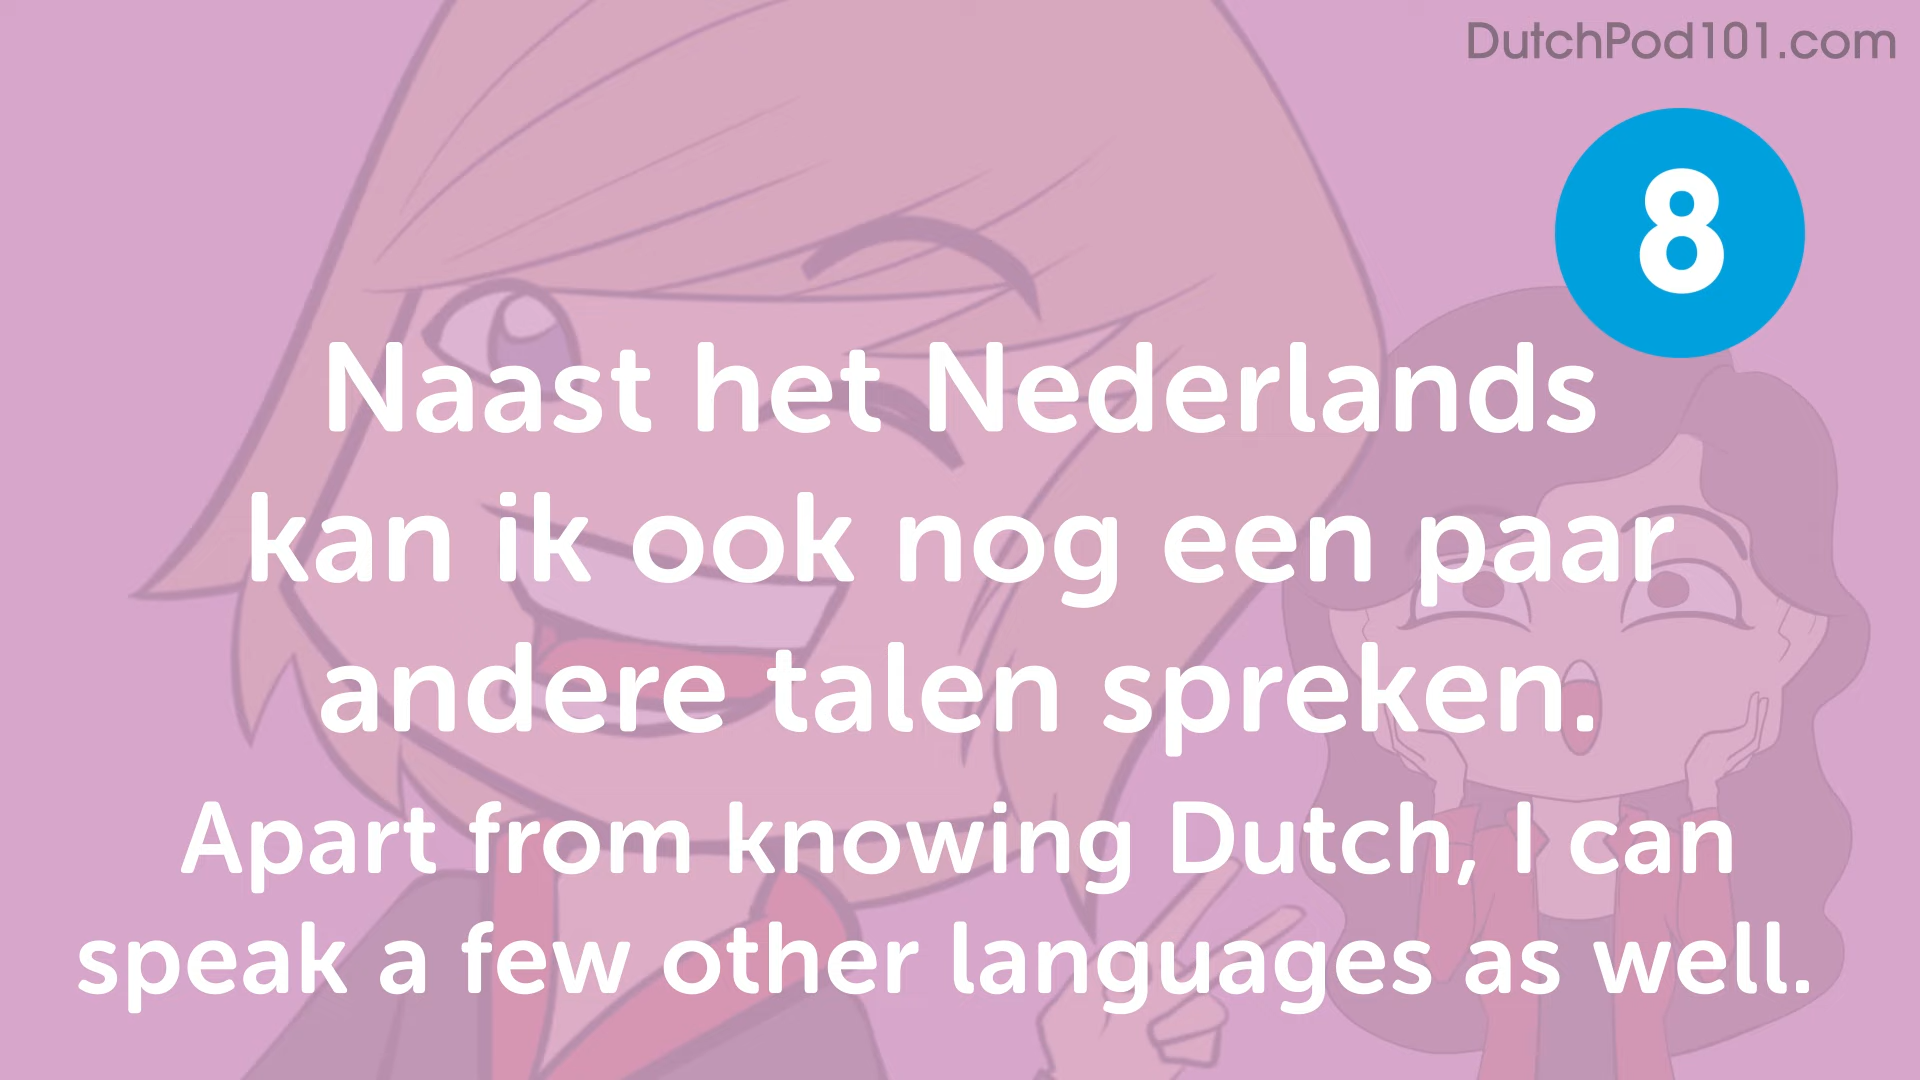 DutchPod101.com
8
Naast het Nederlands
kan ik ook nog een paar
andere talen spreken.
Apart from knowing Dutch, I can
speak a few other languages as well.